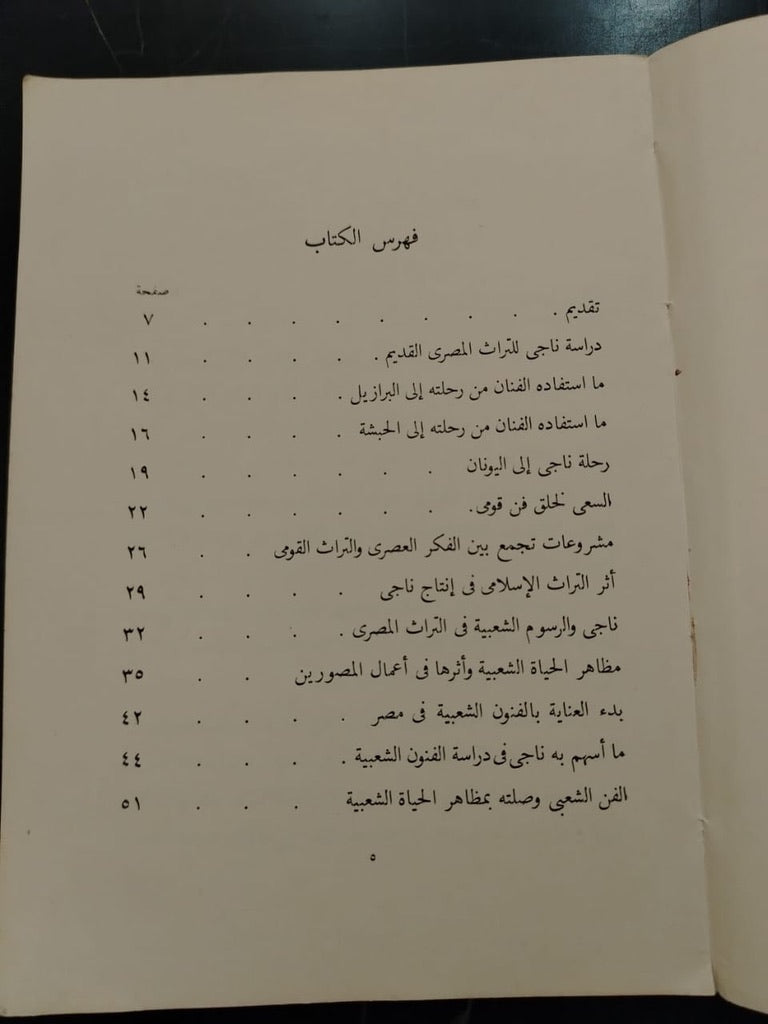 فهرس الكتاب
صفحة
تقديم . . . . . . . . . ٧
دراسة ناجى للتراث المصرى القديم . . . . . ١١
ما استفاده الفنان من رحلته إلى البرازيل . . . . ١٤
ما استفاده الفنان من رحلته إلى الحبشة . . . . ١٦
رحلة ناجى إلى اليونان . . . . . . ١٩
السعى لخلق فن قومى . . . . . . . ٢٢
مشروعات تجمع بين الفكر العصرى والتراث القومى . . ٢٦
أثر التراث الإسلامى فى إنتاج ناجى . . . . . ٢٩
ناجى والرسوم الشعبية فى التراث المصرى . . . . ٣٢
مظاهر الحياة الشعبية وأثرها فى أعمال المصورين . . ٣٥
بدء العناية بالفنون الشعبية فى مصر . . . . . ٤٢
ما أسهم به ناجى فى دراسة الفنون الشعبية . . . . ٤٤
الفن الشعبى وصلته بمظاهر الحياة الشعبية . . . ٥١
٥